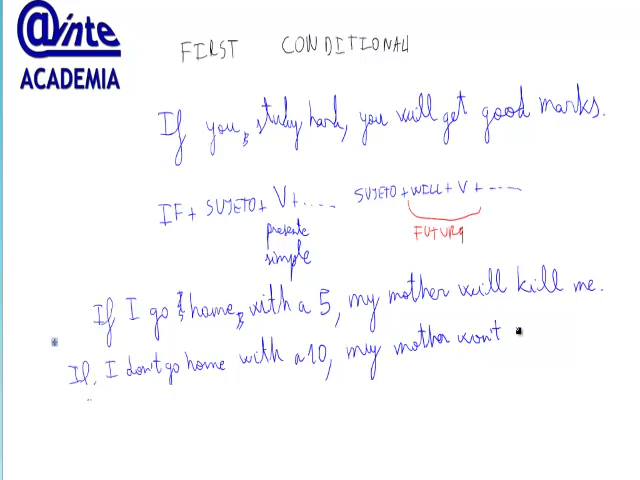 @inte
ACADEMIA
FIRST CONDITIONAL
If you study hard, you will get good marks.
IF + SUJETO + V + ..... SUJETO + WILL + V + .....
presente
simple
FUTURO
If I go home with a 5, my mother will kill me.
If I don't go home with a 10, my mother won't